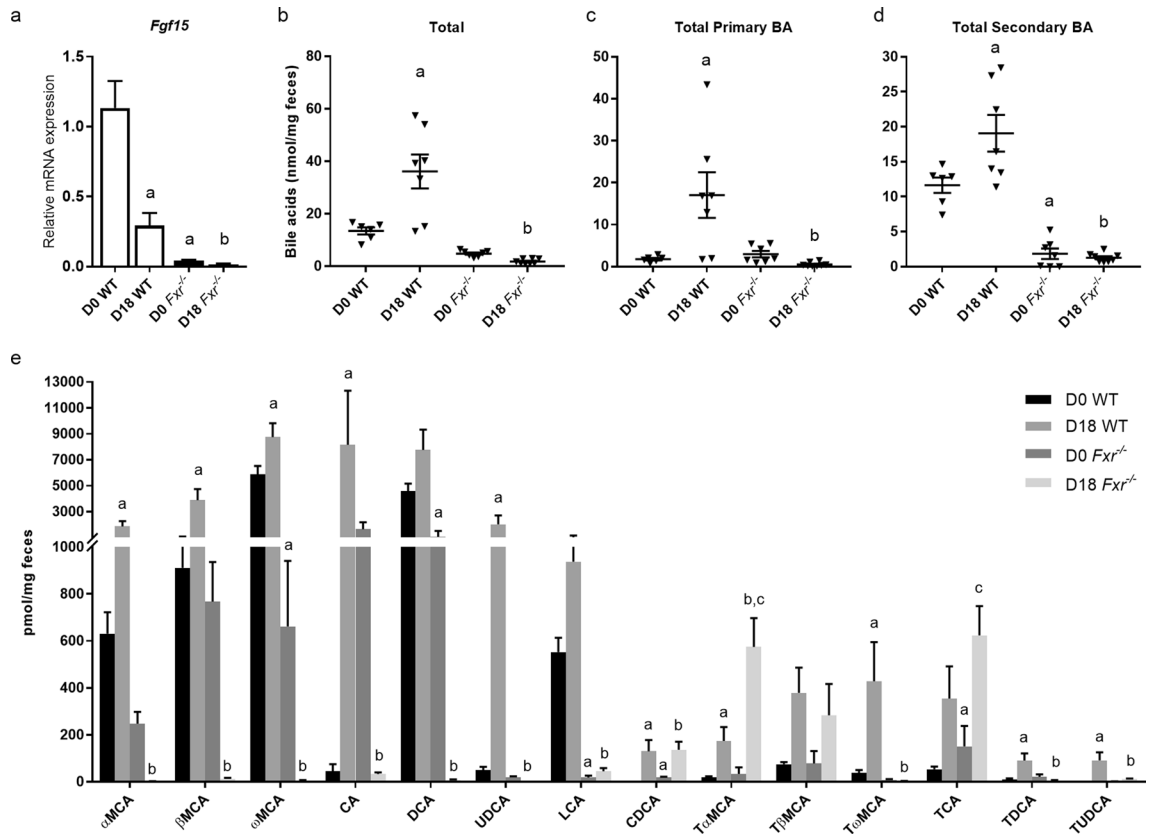 a
Fgf15
Relative mRNA expression
1.5
1.0
0.5
0.0
a
a
b
D0 WT
D18 WT
D0 Fxr-/-
D18 Fxr-/-
b
Total
Bile acids (nmol/mg feces)
80
60
40
20
0
a
b
D0 WT
D18 WT
D0 Fxr-/-
D18 Fxr-/-
c
Total Primary BA
50
40
30
20
10
0
a
b
D0 WT
D18 WT
D0 Fxr-/-
D18 Fxr-/-
d
Total Secondary BA
30
25
20
15
10
5
0
a
a
b
D0 WT
D18 WT
D0 Fxr-/-
D18 Fxr-/-
e
pmol/mg feces
13000
11000
9000
7000
5000
3000
1000
800
600
400
200
0
D0 WT
D18 WT
D0 Fxr-/-
D18 Fxr-/-
a
b
a
b
a
a
b
a
b
a
b
a
b
a
b
a
a
b
a
b,c
a
b
a
c
a
b
a
b
αMCA
βMCA
ωMCA
CA
DCA
UDCA
LCA
CDCA
TαMCA
TβMCA
TωMCA
TCA
TDCA
TUDCA